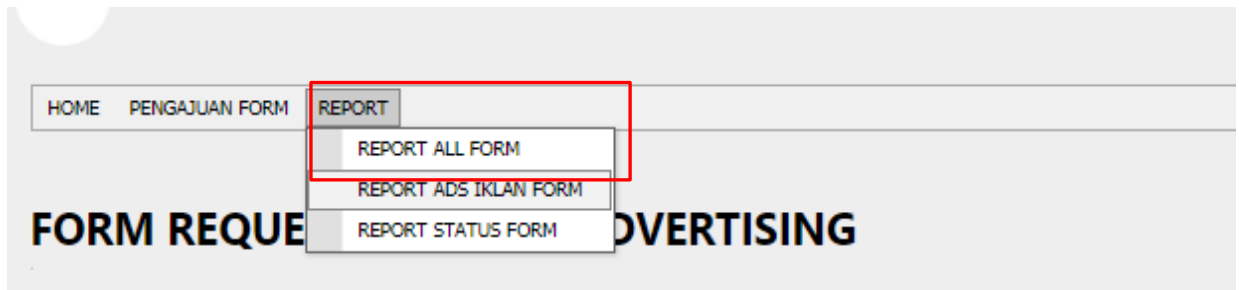 HOME PENGAJUAN FORM REPORT
REPORT ALL FORM
REPORT ADS IKLAN FORM
REPORT STATUS FORM
FORM REQUE DVERTISING